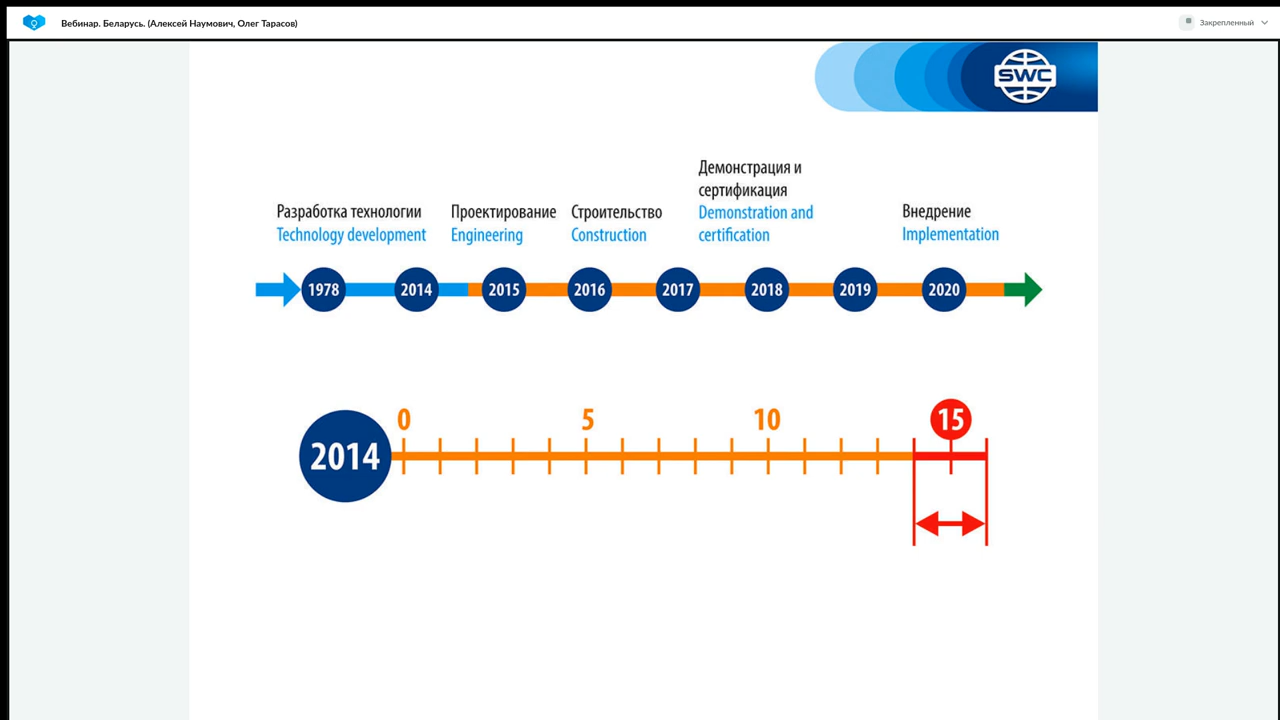 Вебинар. Беларусь. (Алексей Наумович, Олег Тарасов)
Закрепленный
SWC
Разработка технологии
Technology development
Проектирование
Engineering
Строительство
Construction
Демонстрация и
сертификация
Demonstration and
certification
Внедрение
Implementation
1978 2014 2015 2016 2017 2018 2019 2020
0 5 10 15
2014